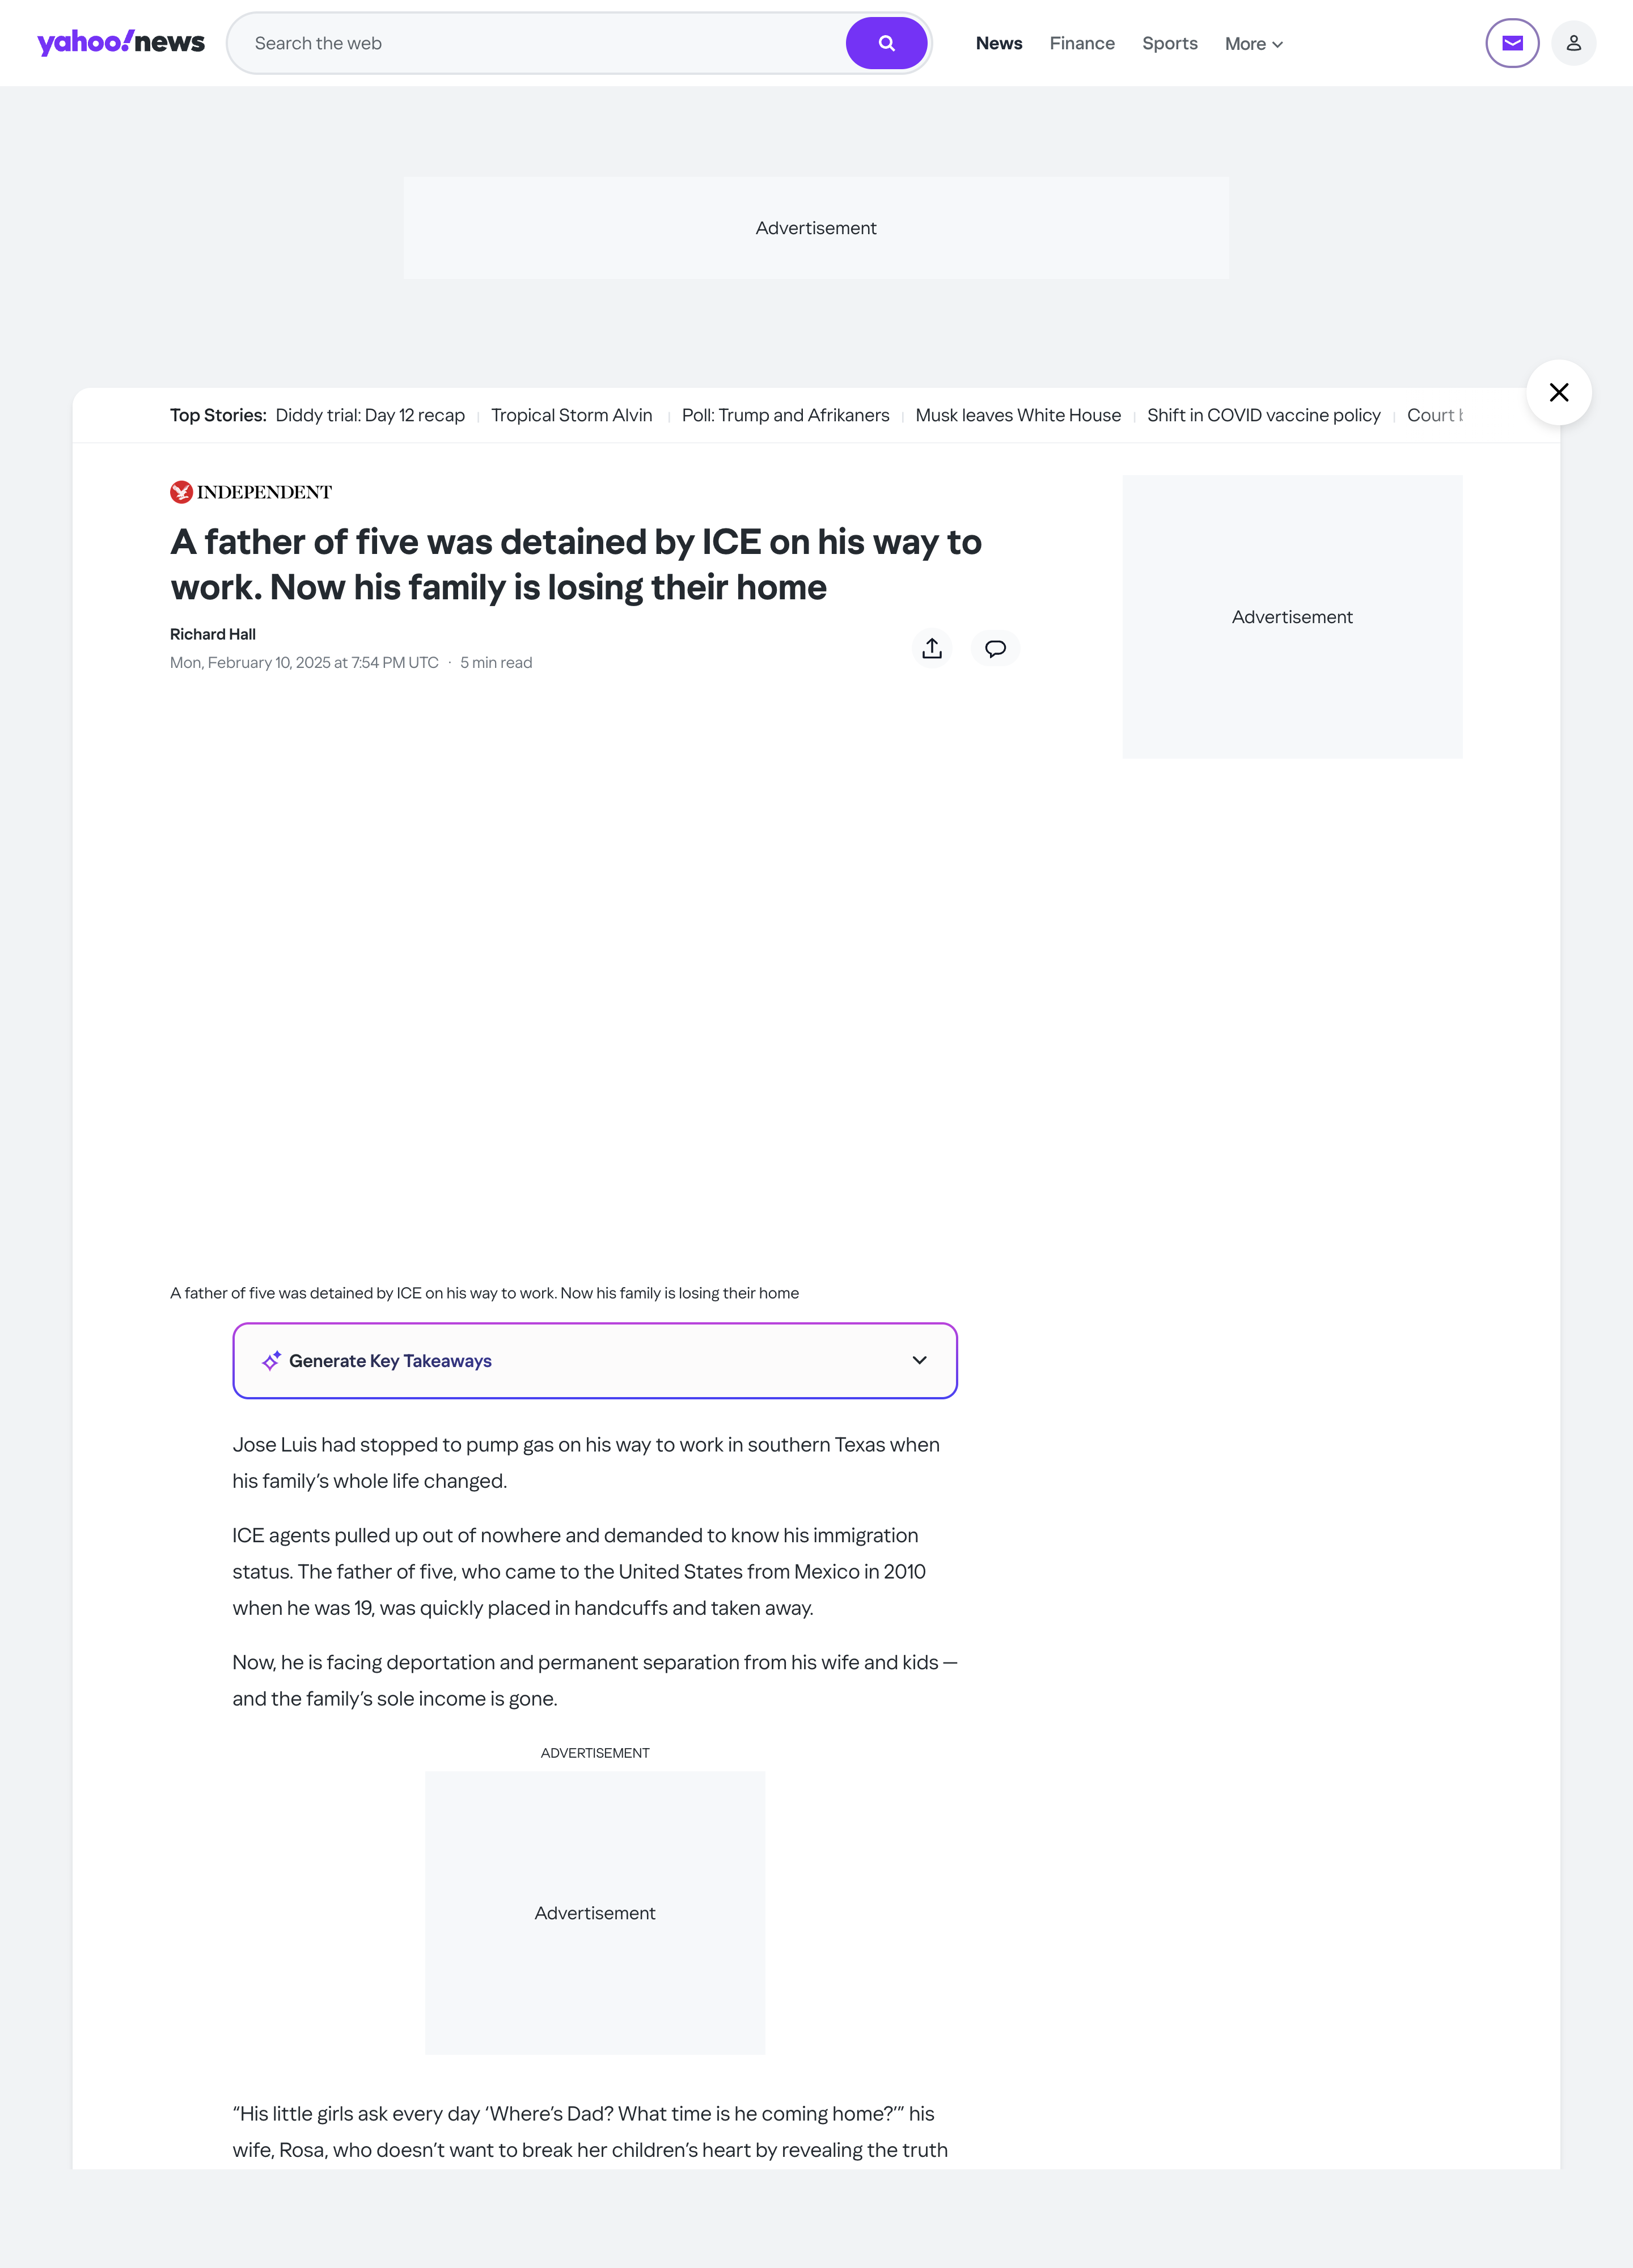 yahoo!news
Search the web
News Finance Sports More
Advertisement
Top Stories: Diddy trial: Day 12 recap Tropical Storm Alvin Poll: Trump and Afrikaners Musk leaves White House Shift in COVID vaccine policy Court
INDEPENDENT
A father of five was detained by ICE on his way to
work. Now his family is losing their home
Richard Hall
Mon, February 10, 2025 at 7:54 PM UTC · 5 min read
Advertisement
A father of five was detained by ICE on his way to work. Now his family is losing their home
Generate Key Takeaways
Jose Luis had stopped to pump gas on his way to work in southern Texas when
his family’s whole life changed.
ICE agents pulled up out of nowhere and demanded to know his immigration
status. The father of five, who came to the United States from Mexico in 2010
when he was 19, was quickly placed in handcuffs and taken away.
Now, he is facing deportation and permanent separation from his wife and kids —
and the family’s sole income is gone.
ADVERTISEMENT
Advertisement
“His little girls ask every day ‘Where’s Dad? What time is he coming home?’” his
wife, Rosa, who doesn’t want to break her children’s heart by revealing the truth